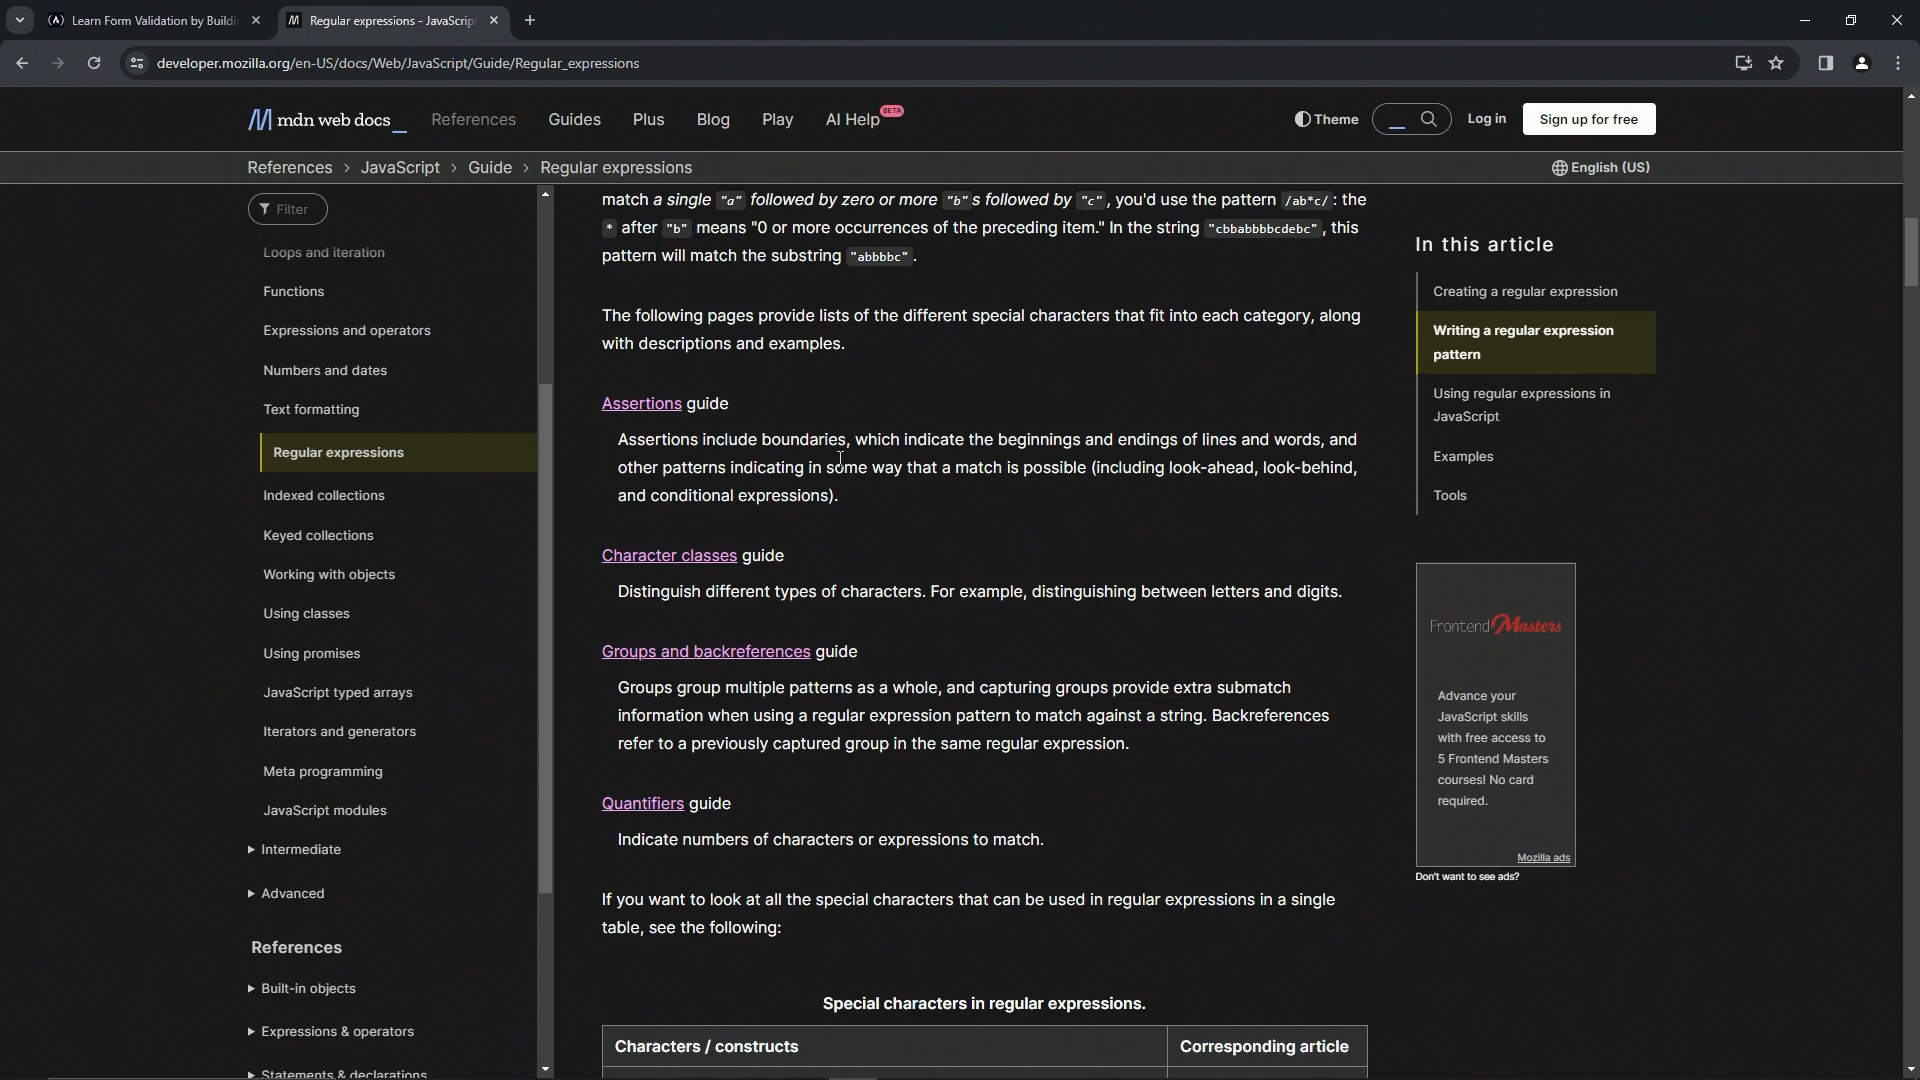 Learn Form Validation by Buildi
Regular expressions - JavaScrip
developer.mozilla.org/en-US/docs/Web/JavaScript/Guide/Regular_expressions
mdn web docs
References
Guides
Plus
Blog
Play
AI Help
BETA
Theme
Log in
Sign up for free
References > JavaScript > Guide > Regular expressions
English (US)
Filter
Loops and iteration
Functions
Expressions and operators
Numbers and dates
Text formatting
Regular expressions
Indexed collections
Keyed collections
Working with objects
Using classes
Using promises
JavaScript typed arrays
Iterators and generators
Meta programming
JavaScript modules
Intermediate
Advanced
References
Built-in objects
Expressions & operators
Statements & declarations
match a single "a" followed by zero or more "b"s followed by "c", you'd use the pattern /ab*c/: the
* after "b" means "0 or more occurrences of the preceding item." In the string "cbbabbbbcdebc", this
pattern will match the substring "abbbbc".
The following pages provide lists of the different special characters that fit into each category, along
with descriptions and examples.
Assertions guide
Assertions include boundaries, which indicate the beginnings and endings of lines and words, and
other patterns indicating in some way that a match is possible (including look-ahead, look-behind,
and conditional expressions).
Character classes guide
Distinguish different types of characters. For example, distinguishing between letters and digits.
Groups and backreferences guide
Groups group multiple patterns as a whole, and capturing groups provide extra submatch
information when using a regular expression pattern to match against a string. Backreferences
refer to a previously captured group in the same regular expression.
Quantifiers guide
Indicate numbers of characters or expressions to match.
If you want to look at all the special characters that can be used in regular expressions in a single
table, see the following:
Special characters in regular expressions.
Characters / constructs
Corresponding article
In this article
Creating a regular expression
Writing a regular expression
pattern
Using regular expressions in
JavaScript
Examples
Tools
FrontendMasters
Advance your
JavaScript skills
with free access to
5 Frontend Masters
courses! No card
required.
Mozilla ads
Don't want to see ads?